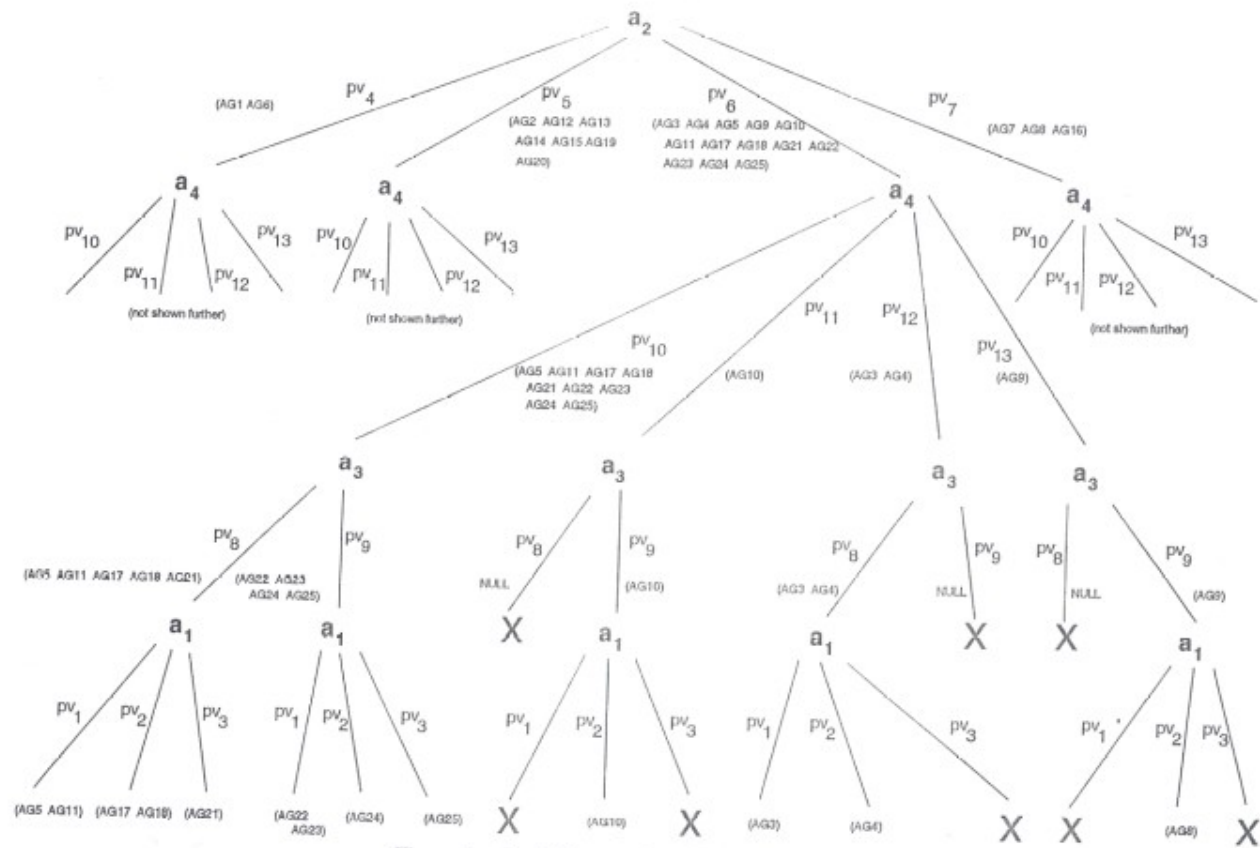 a2
pv4
(AG1 AG6)
pv5
(AG2 AG12 AG13
AG14 AG15 AG19
AG20)
pv6
(AG3 AG4 AG5 AG9 AG10
AG11 AG17 AG18 AG21 AG22
AG23 AG24 AG25)
pv7
(AG7 AG8 AG16)
a4
a4
a4
a4
pv10
pv11
pv12
pv13
(not shown further)
pv10
pv11
pv12
pv13
(not shown further)
pv10
pv11
pv12
pv13
(not shown further)
pv10
(AG5 AG11 AG17 AG18
AG21 AG22 AG23
AG24 AG25)
pv11
(AG10)
pv12
(AG3 AG4)
pv13
(AG9)
a3
a3
a3
a3
pv8
(AG5 AG11 AG17 AG18 AG21)
pv9
(AG22 AG23
AG24 AG25)
pv8
NULL
X
pv9
(AG10)
pv8
(AG3 AG4)
pv9
NULL
X
pv8
NULL
X
pv9
(AG9)
a1
a1
a1
a1
a1
pv1
pv2
pv3
pv1
pv2
pv3
pv1
pv2
pv3
pv1
pv2
pv3
pv1
pv2
pv3
(AG5 AG11)
(AG17 AG18)
(AG21)
(AG22
AG23)
(AG24)
(AG25)
X
(AG10)
X
(AG3)
(AG4)
X
X
X